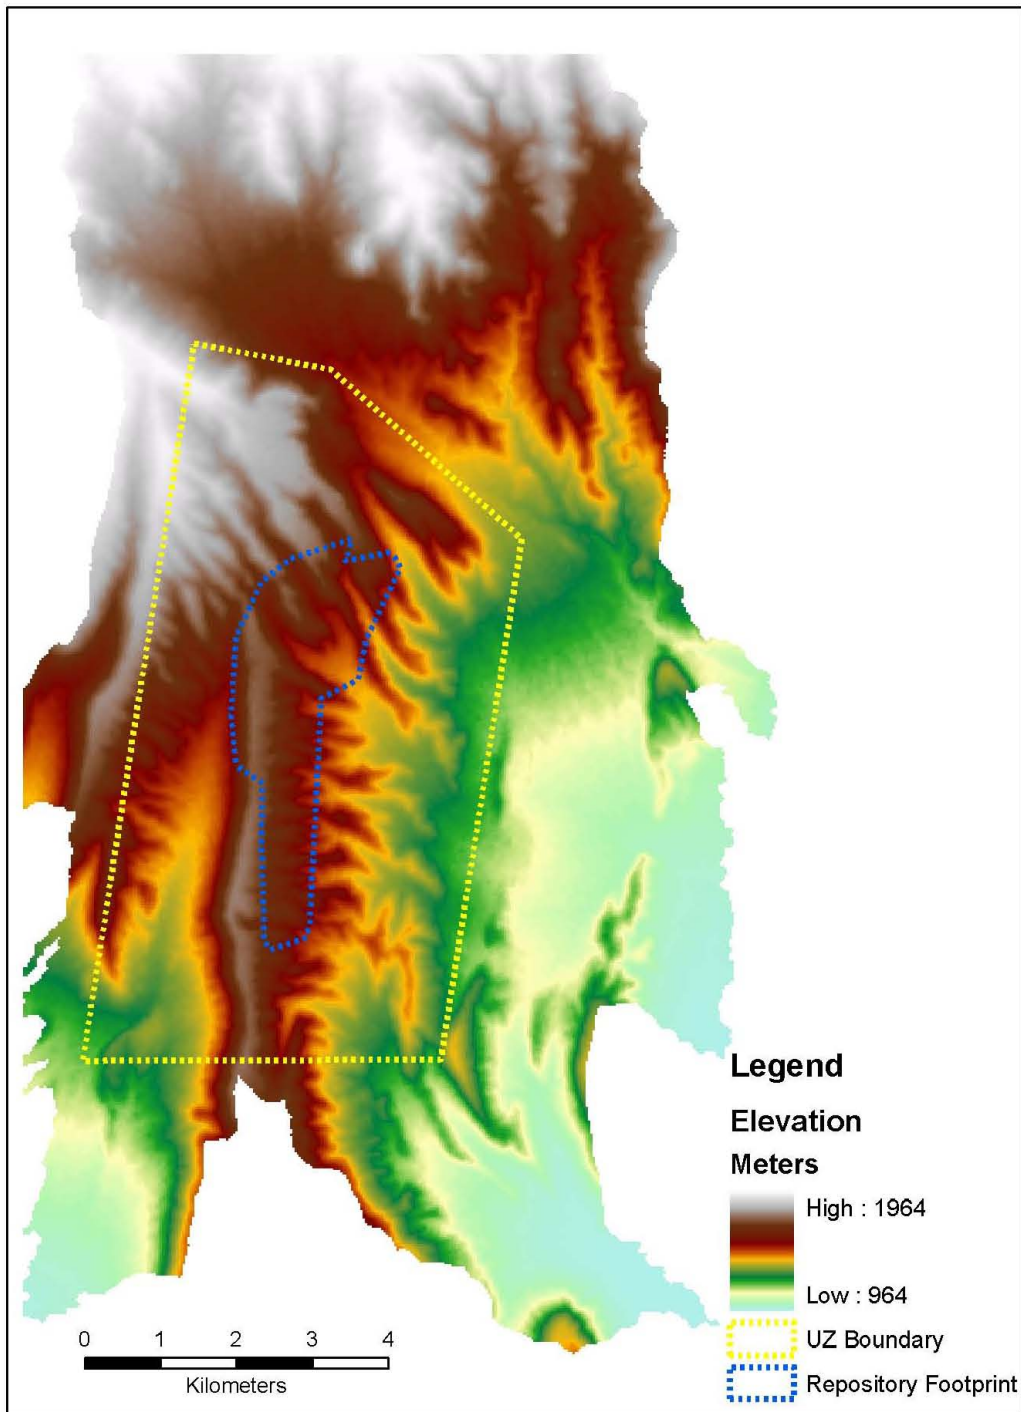 Legend
Elevation
Meters
High : 1964
Low : 964
UZ Boundary
Repository Footprint
0 1 2 3 4
Kilometers